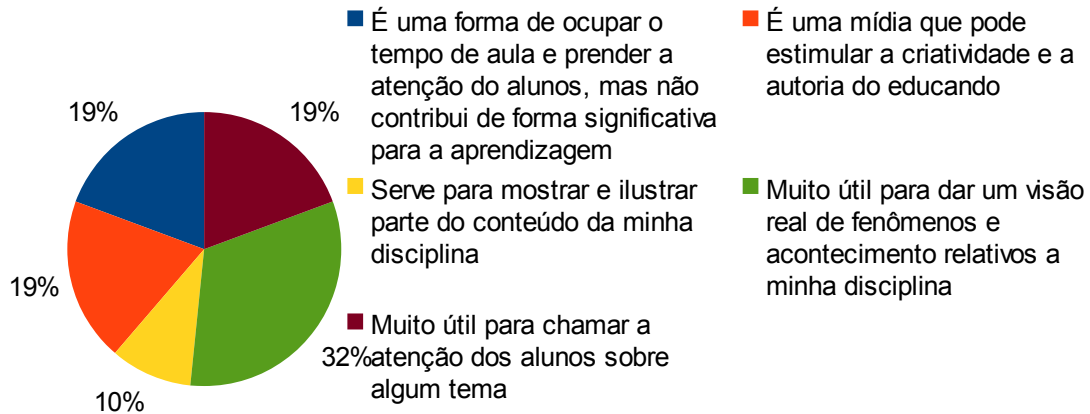 É uma forma de ocupar o
tempo de aula e prender a
atenção do alunos, mas não
contribui de forma significativa
para a aprendizagem
É uma mídia que pode
estimular a criatividade e a
autoria do educando
Serve para mostrar e ilustrar
parte do conteúdo da minha
disciplina
Muito útil para dar um visão
real de fenômenos e
acontecimento relativos a
minha disciplina
Muito útil para chamar a
atenção dos alunos sobre
algum tema
19%
19%
19%
10%
32%